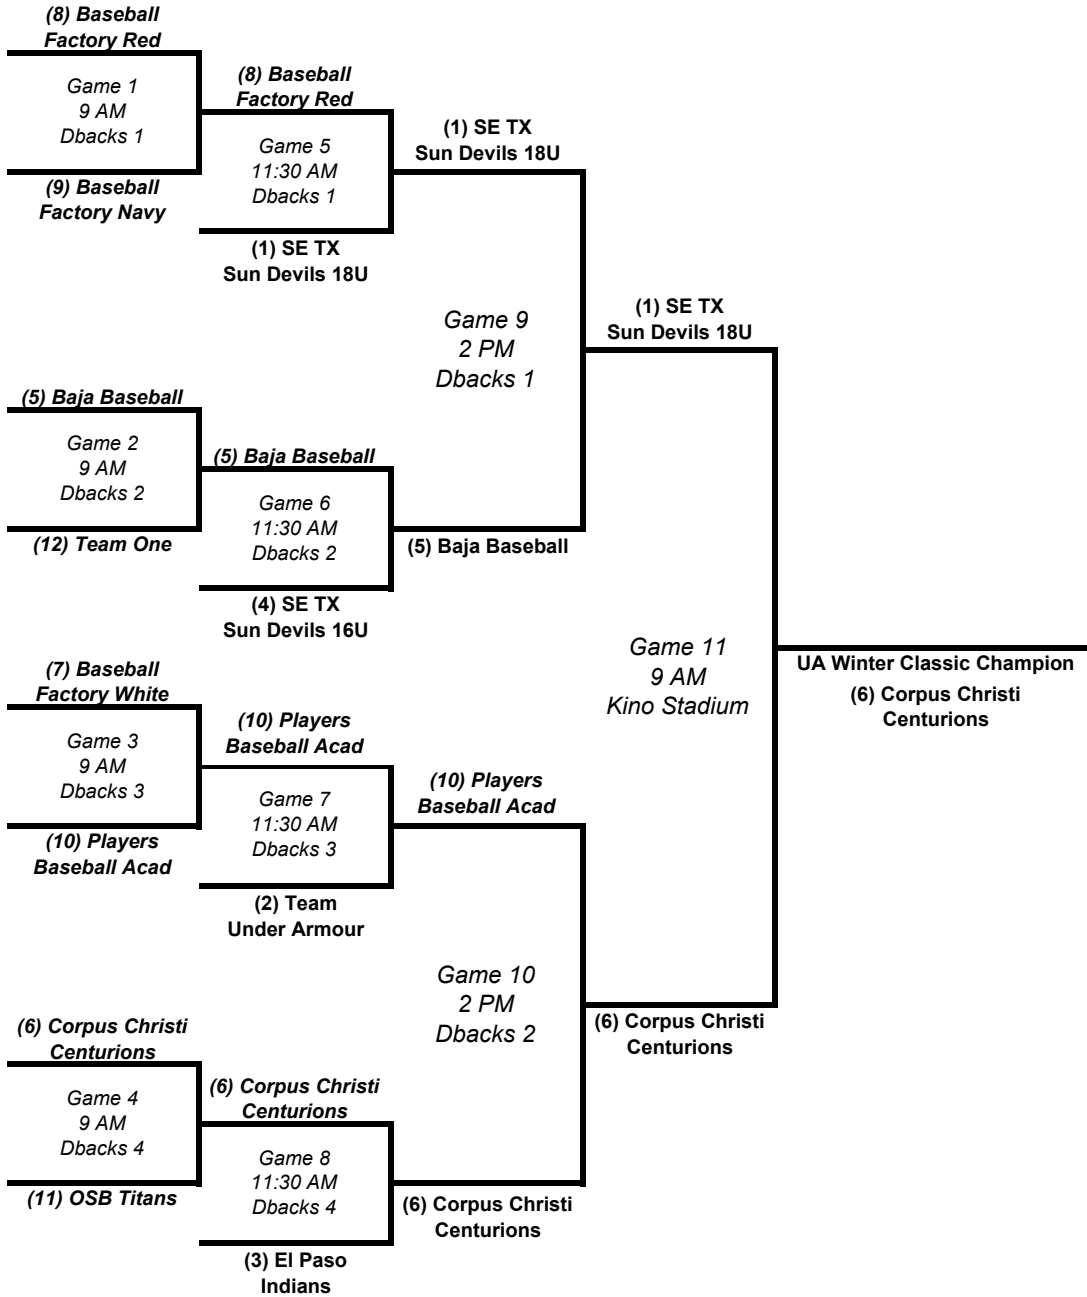 (8) Baseball
Factory Red
Game 1
9 AM
Dbacks 1
(9) Baseball
Factory Navy
(8) Baseball
Factory Red
Game 5
11:30 AM
Dbacks 1
(1) SE TX
Sun Devils 18U
(1) SE TX
Sun Devils 18U
Game 9
2 PM
Dbacks 1
(1) SE TX
Sun Devils 18U
(5) Baja Baseball
Game 2
9 AM
Dbacks 2
(12) Team One
(5) Baja Baseball
Game 6
11:30 AM
Dbacks 2
(4) SE TX
Sun Devils 16U
(5) Baja Baseball
Game 11
9 AM
Kino Stadium
UA Winter Classic Champion
(6) Corpus Christi
Centurions
(7) Baseball
Factory White
Game 3
9 AM
Dbacks 3
(10) Players
Baseball Acad
(10) Players
Baseball Acad
Game 7
11:30 AM
Dbacks 3
(2) Team
Under Armour
(10) Players
Baseball Acad
Game 10
2 PM
Dbacks 2
(6) Corpus Christi
Centurions
(6) Corpus Christi
Centurions
Game 4
9 AM
Dbacks 4
(11) OSB Titans
(6) Corpus Christi
Centurions
Game 8
11:30 AM
Dbacks 4
(3) El Paso
Indians
(6) Corpus Christi
Centurions